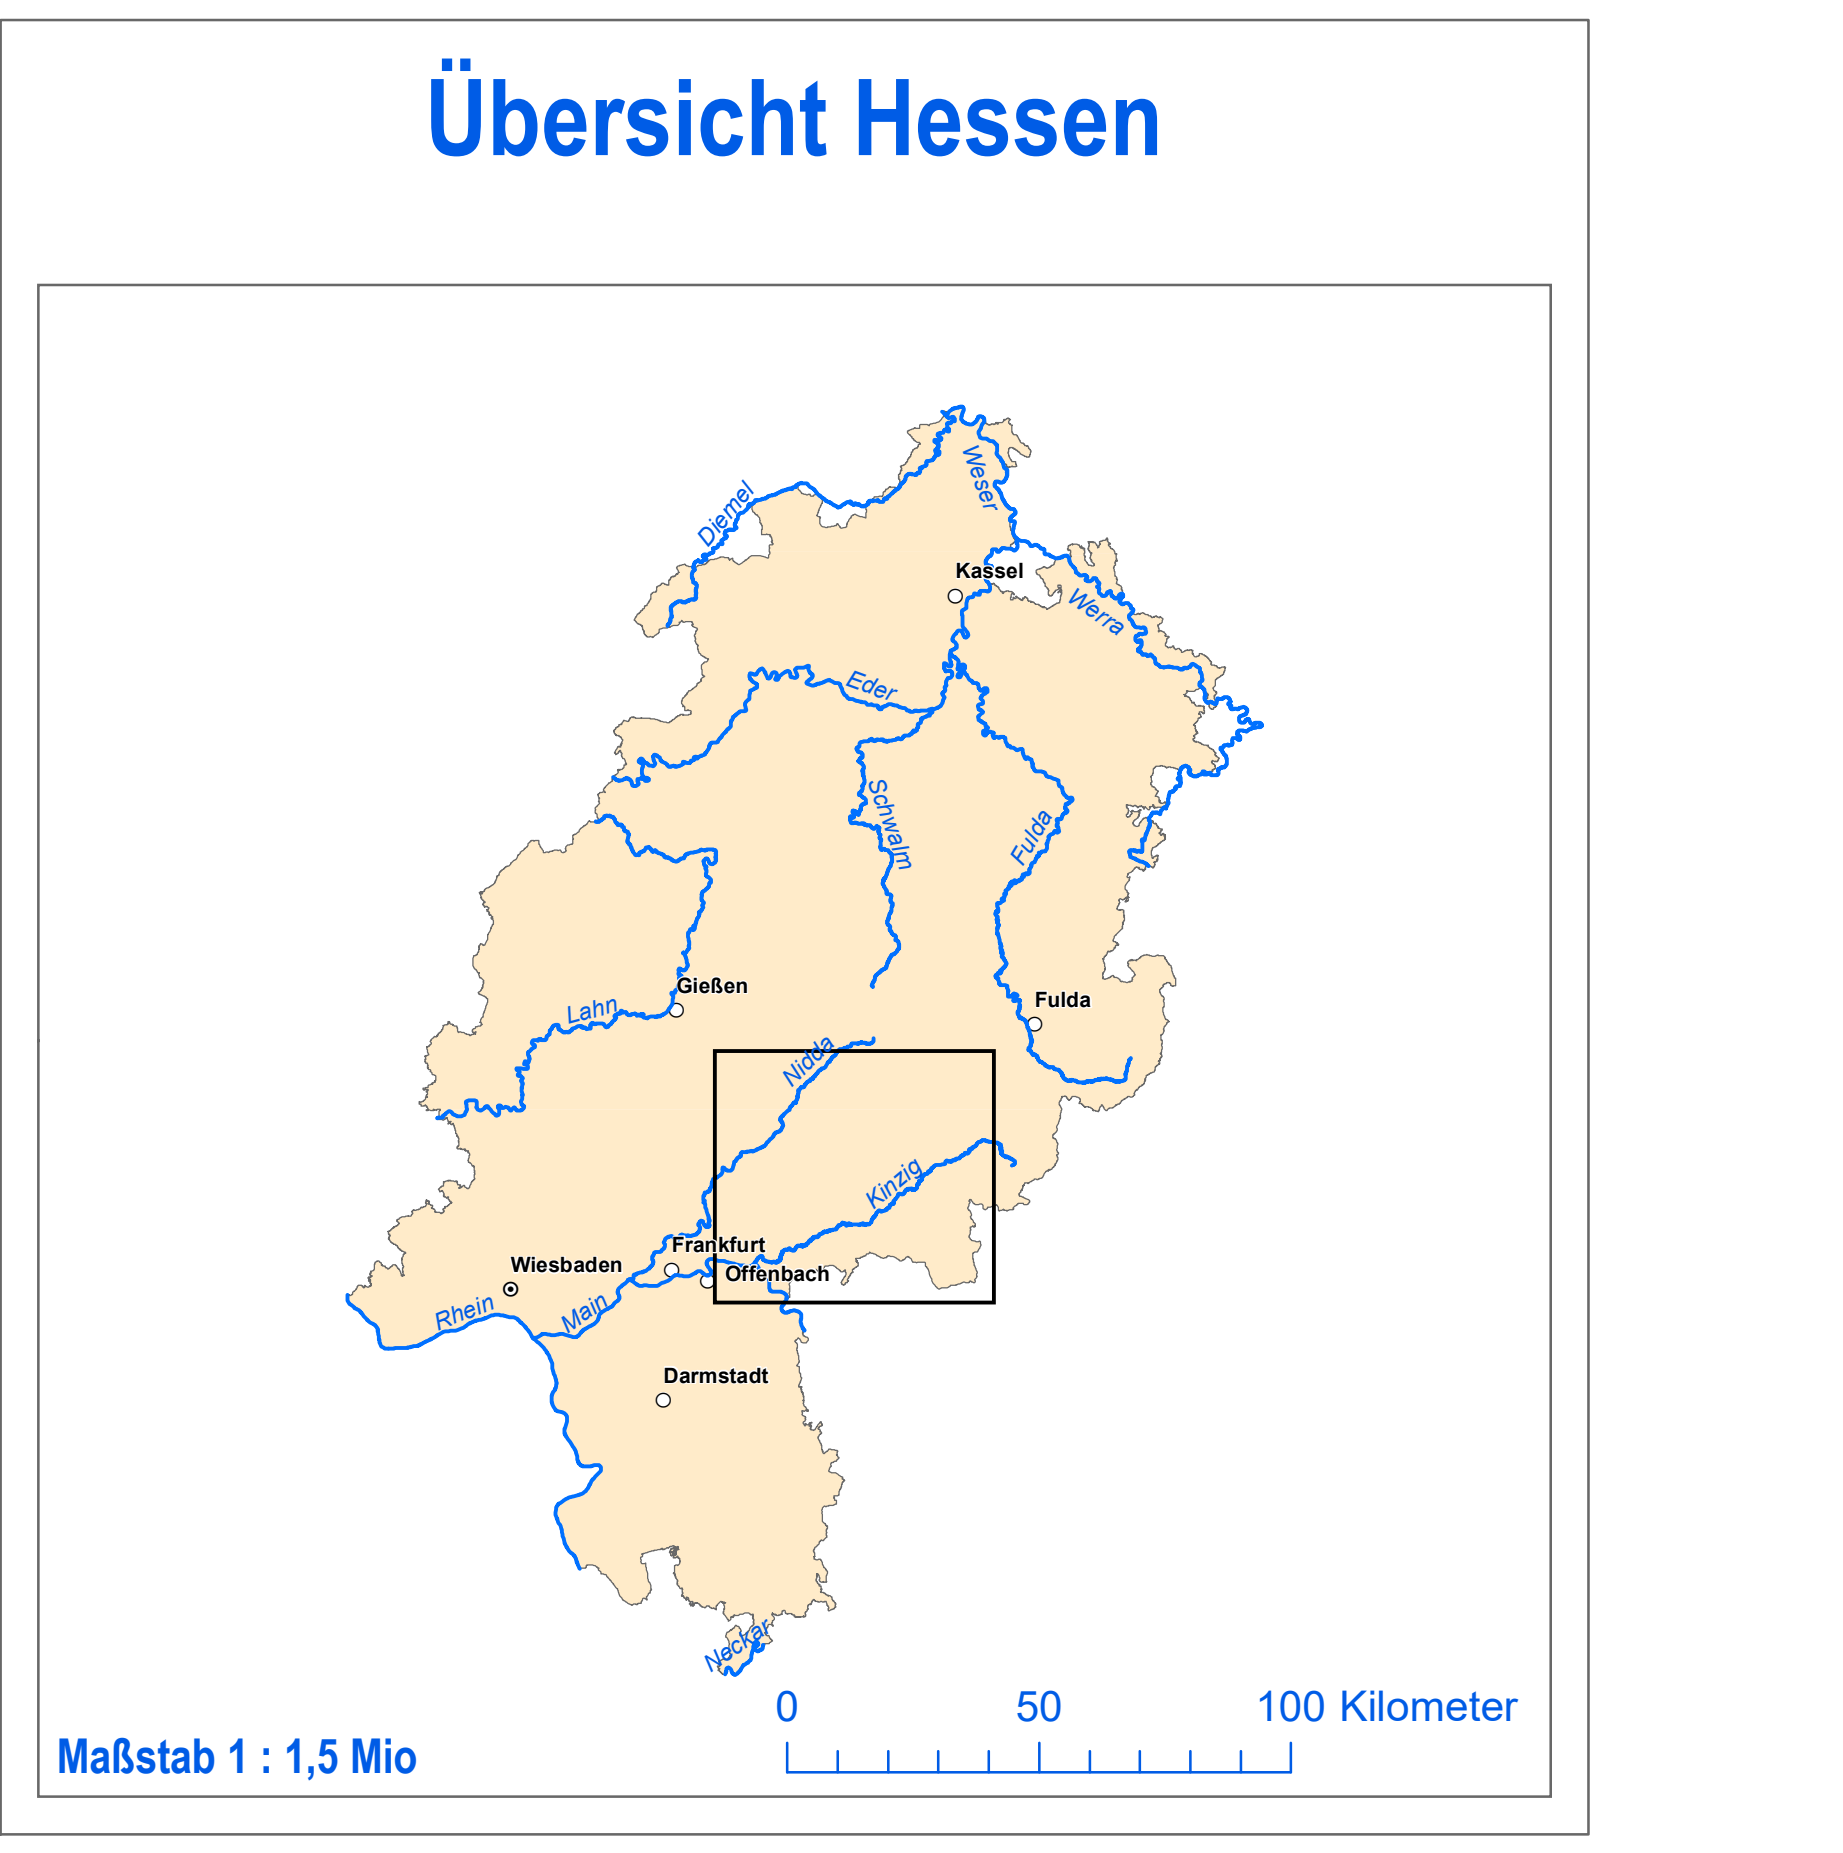 Übersicht Hessen
Weser
Diemel
Kassel
Werra
Eder
Schwalm
Fulda
Gießen
Fulda
Lahn
Nidda
Kinzig
Frankfurt
Wiesbaden
Offenbach
Rhein
Main
Darmstadt
Neckar
0 50 100 Kilometer
Maßstab 1 : 1,5 Mio